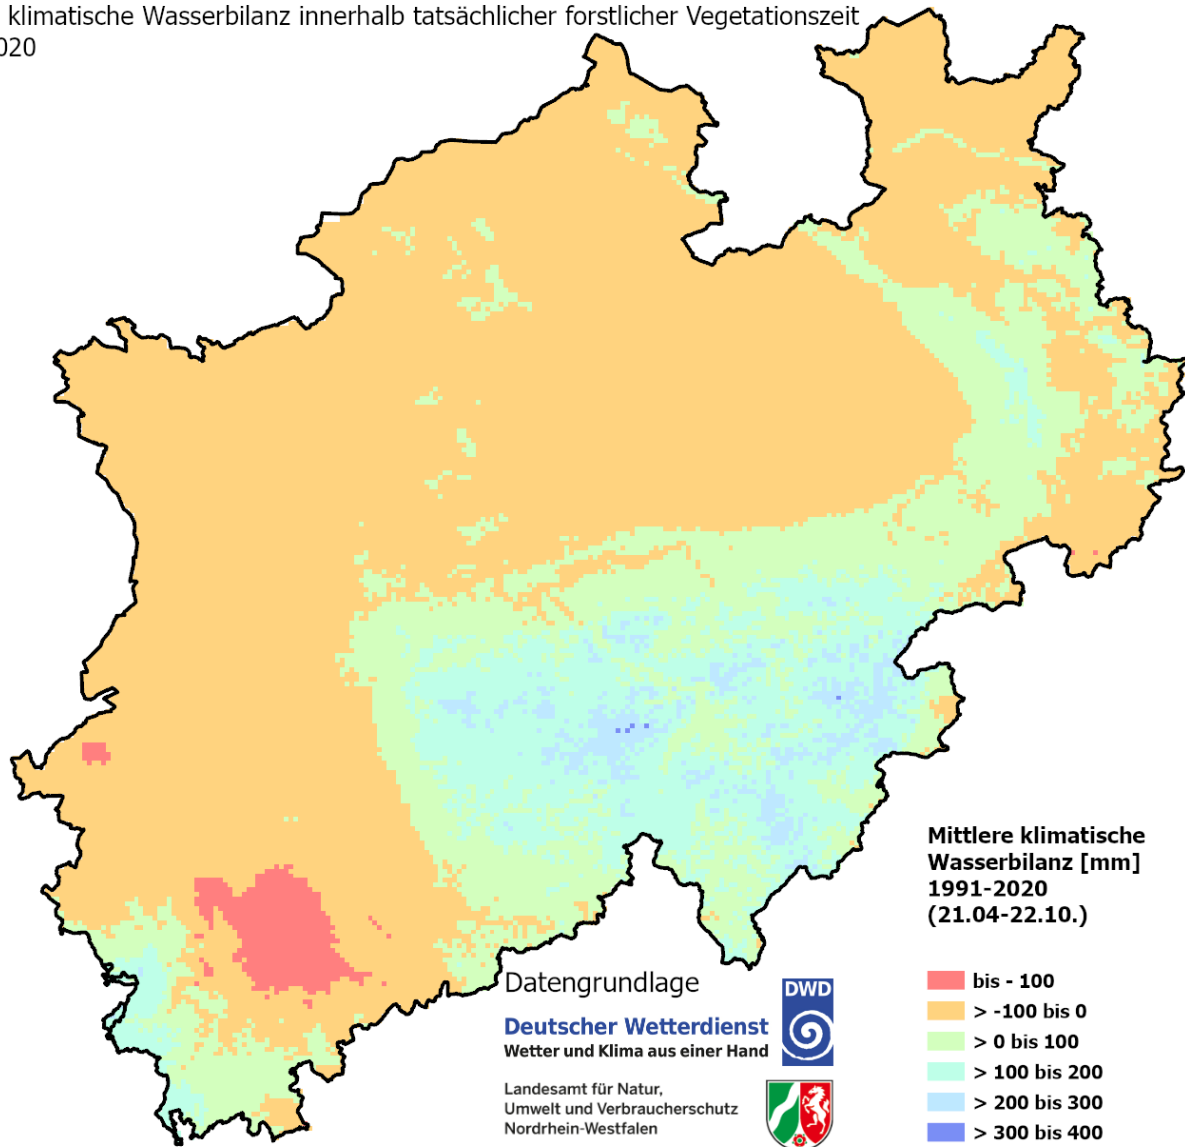 klimatische Wasserbilanz innerhalb tatsächlicher forstlicher Vegetationszeit
020
Mittlere klimatische
Wasserbilanz [mm]
1991-2020
(21.04-22.10.)
bis - 100
> -100 bis 0
> 0 bis 100
> 100 bis 200
> 200 bis 300
> 300 bis 400
Datengrundlage
DWD
Deutscher Wetterdienst
Wetter und Klima aus einer Hand
Landesamt für Natur,
Umwelt und Verbraucherschutz
Nordrhein-Westfalen